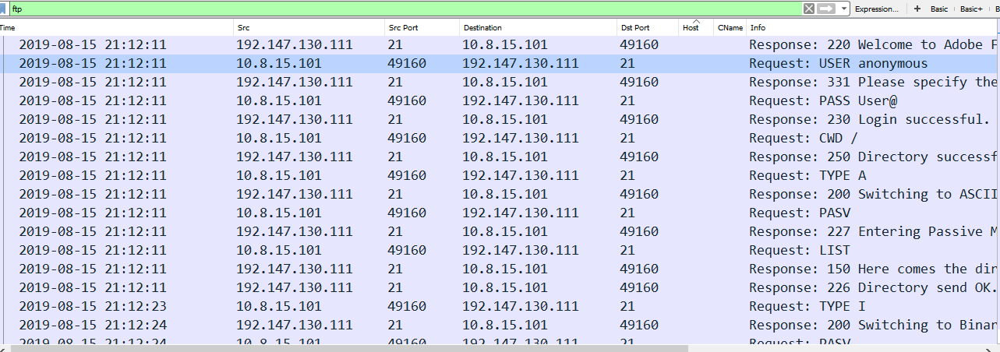 ftp Expression... + Basic Basic+ B
Time Src Src Port Destination Dst Port Host CName Info
2019-08-15 21:12:11 192.147.130.111 21 10.8.15.101 49160 Response: 220 Welcome to Adobe F
2019-08-15 21:12:11 10.8.15.101 49160 192.147.130.111 21 Request: USER anonymous
2019-08-15 21:12:11 192.147.130.111 21 10.8.15.101 49160 Response: 331 Please specify the
2019-08-15 21:12:11 10.8.15.101 49160 192.147.130.111 21 Request: PASS User@
2019-08-15 21:12:11 192.147.130.111 21 10.8.15.101 49160 Response: 230 Login successful.
2019-08-15 21:12:11 10.8.15.101 49160 192.147.130.111 21 Request: CWD /
2019-08-15 21:12:11 192.147.130.111 21 10.8.15.101 49160 Response: 250 Directory successf
2019-08-15 21:12:11 10.8.15.101 49160 192.147.130.111 21 Request: TYPE A
2019-08-15 21:12:11 192.147.130.111 21 10.8.15.101 49160 Response: 200 Switching to ASCII
2019-08-15 21:12:11 10.8.15.101 49160 192.147.130.111 21 Request: PASV
2019-08-15 21:12:11 192.147.130.111 21 10.8.15.101 49160 Response: 227 Entering Passive M
2019-08-15 21:12:11 10.8.15.101 49160 192.147.130.111 21 Request: LIST
2019-08-15 21:12:11 192.147.130.111 21 10.8.15.101 49160 Response: 150 Here comes the dir
2019-08-15 21:12:11 192.147.130.111 21 10.8.15.101 49160 Response: 226 Directory send OK.
2019-08-15 21:12:23 10.8.15.101 49160 192.147.130.111 21 Request: TYPE I
2019-08-15 21:12:24 192.147.130.111 21 10.8.15.101 49160 Response: 200 Switching to Binar
2019-08-15 21:12:24 10.8.15.101 49160 192.147.130.111 21 Request: PASV